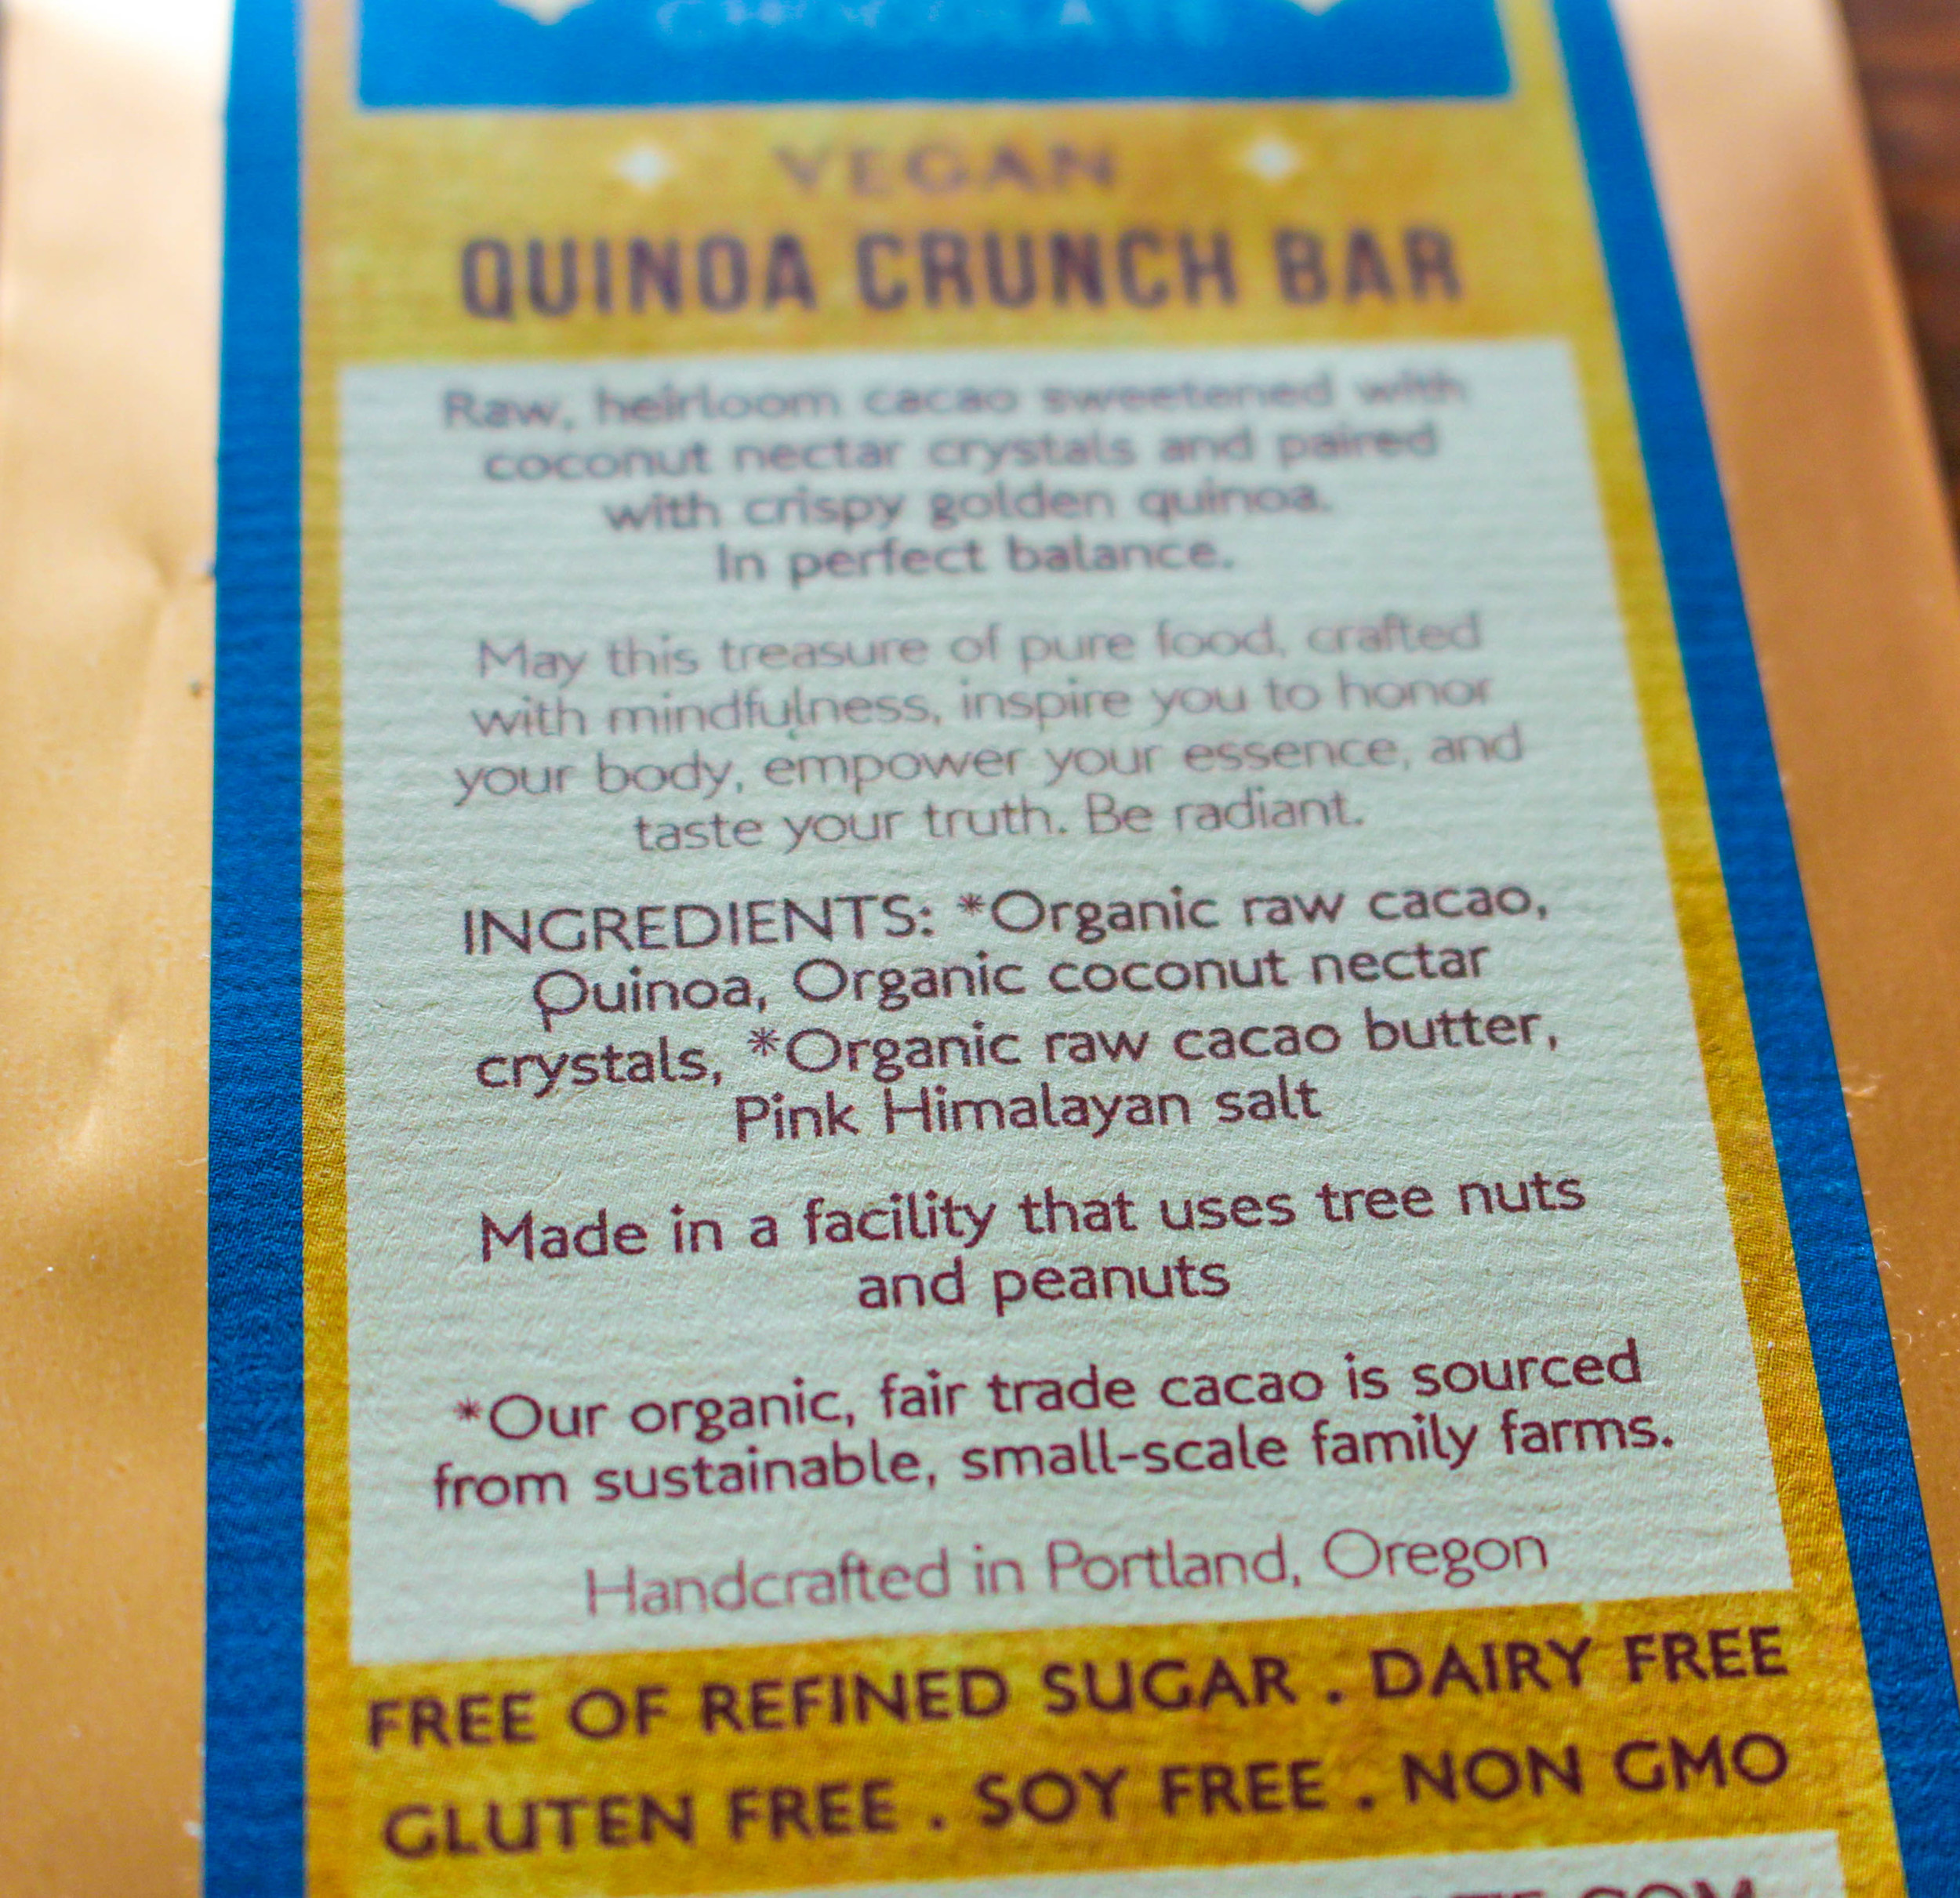 VEGAN
QUINOA CRUNCH BAR
Raw, heirloom cacao sweetened with
coconut nectar crystals and paired
with crispy golden quinoa.
In perfect balance.
May this treasure of pure food, crafted
with mindfulness, inspire you to honor
your body, empower your essence, and
taste your truth. Be radiant.
INGREDIENTS: *Organic raw cacao,
Quinoa, Organic coconut nectar
crystals, *Organic raw cacao butter,
Pink Himalayan salt
Made in a facility that uses tree nuts
and peanuts
*Our organic, fair trade cacao is sourced
from sustainable, small-scale family farms.
Handcrafted in Portland, Oregon
FREE OF REFINED SUGAR . DAIRY FREE
GLUTEN FREE . SOY FREE . NON GMO